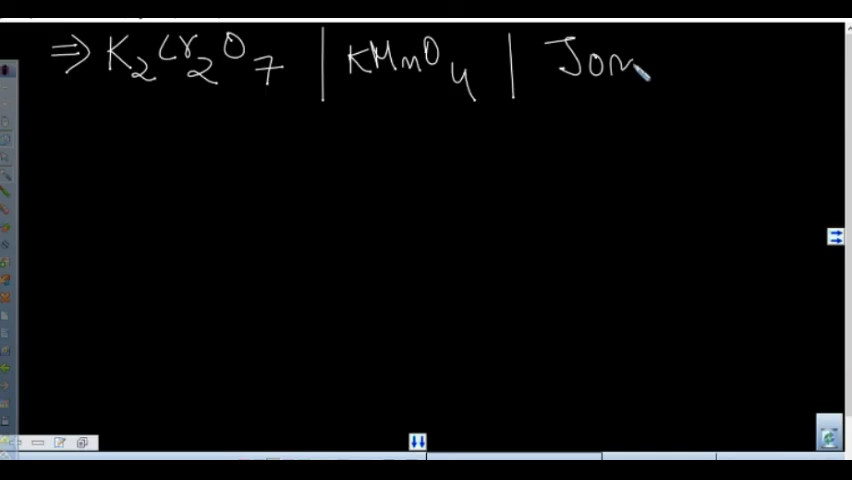 ⇒ K₂Cr₂O₇ | KMnO₄ | Jon